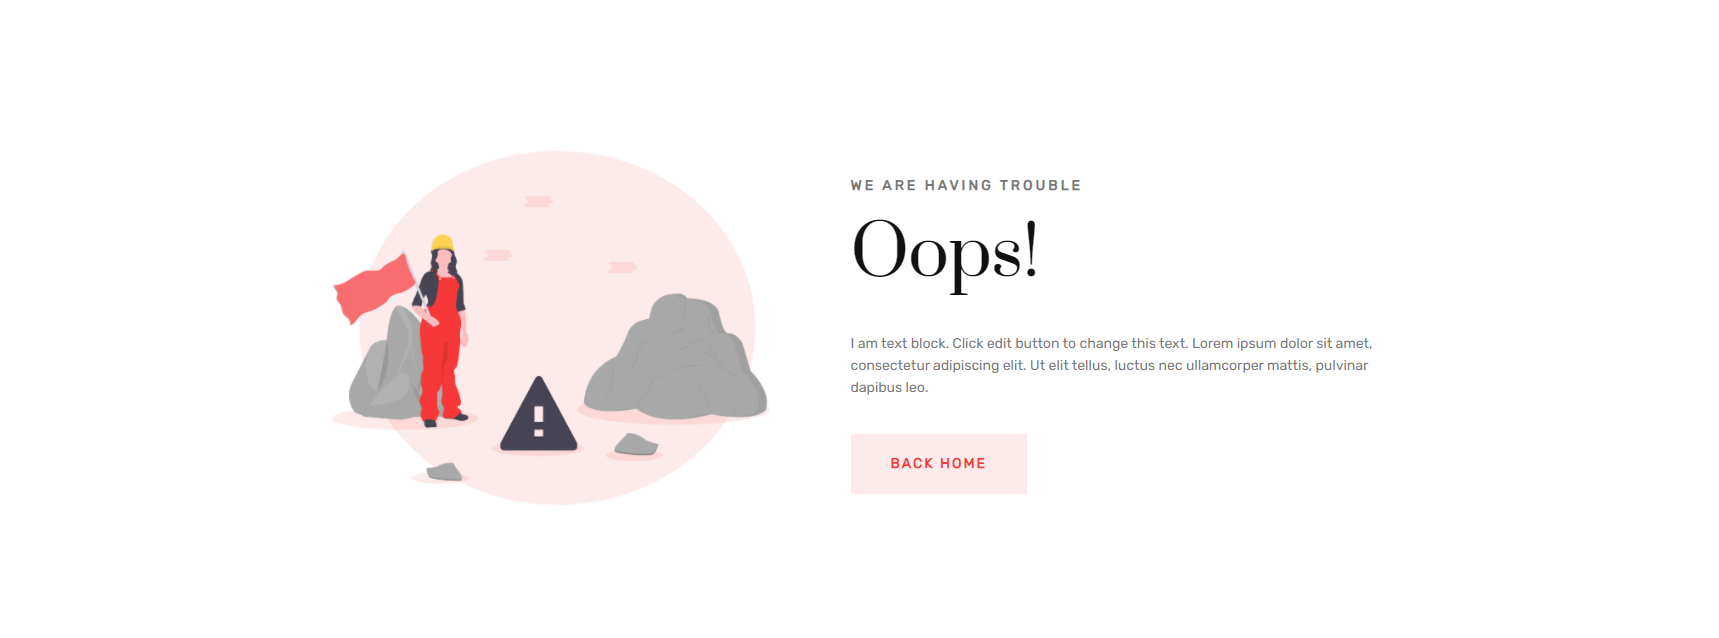 WE ARE HAVING TROUBLE
Oops!
I am text block. Click edit button to change this text. Lorem ipsum dolor sit amet,
consectetur adipiscing elit. Ut elit tellus, luctus nec ullamcorper mattis, pulvinar
dapibus leo.
BACK HOME